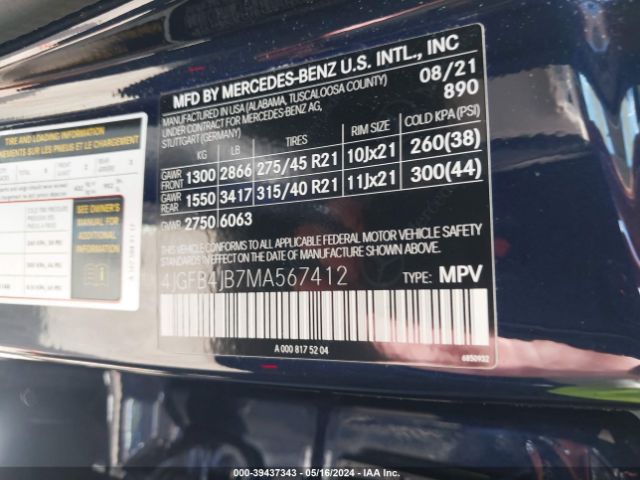 MFD BY MERCEDES-BENZ U.S. INTL., INC
MANUFACTURED IN USA (ALABAMA, TUSCALOOSA COUNTY) 08/21
UNDER CONTRACT FOR MERCEDES-BENZ AG, 890
STUTTGART (GERMANY)
KG LB TIRES RIM SIZE COLD KPA (PSI)
GAWR FRONT 1300 2866 275/45 R21 10Jx21 260(38)
GAWR REAR 1550 3417 315/40 R21 11Jx21 300(44)
GVWR 2750 6063
THIS VEHICLE CONFORMS TO ALL APPLICABLE FEDERAL MOTOR VEHICLE SAFETY
STANDARDS IN EFFECT ON THE DATE OF MANUFACTURE SHOWN ABOVE.
4JGFB4JB7MA567412 TYPE: MPV
A 000 817 52 04
6850932
TIRE AND LOADING INFORMATION
SEE OWNER'S
MANUAL FOR
ADDITIONAL
INFORMATION
000-39437343 - 05/16/2024 - IAA Inc.